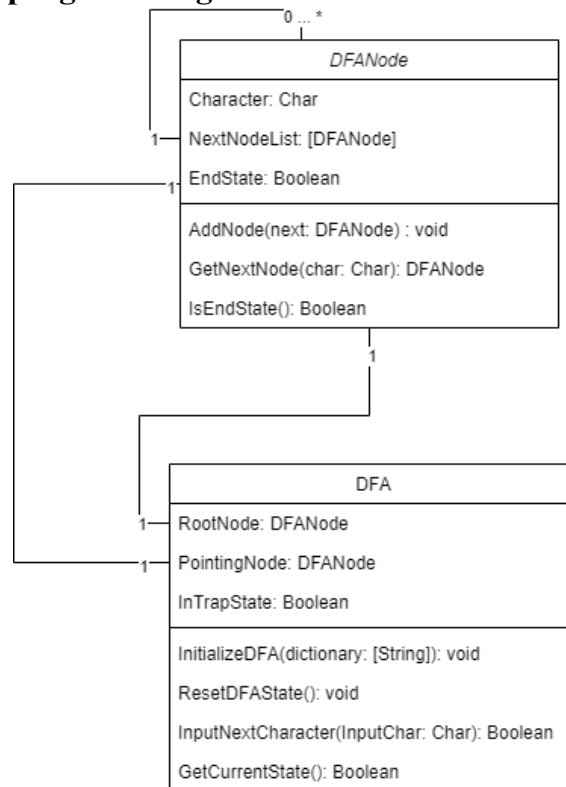 0 ... *
DFANode
Character: Char
1
NextNodeList: [DFANode]
1
EndState: Boolean
AddNode(next: DFANode) : void
GetNextNode(char: Char): DFANode
IsEndState(): Boolean
1
DFA
1
RootNode: DFANode
1
PointingNode: DFANode
InTrapState: Boolean
InitializeDFA(dictionary: [String]): void
ResetDFAState(): void
InputNextCharacter(InputChar: Char): Boolean
GetCurrentState(): Boolean